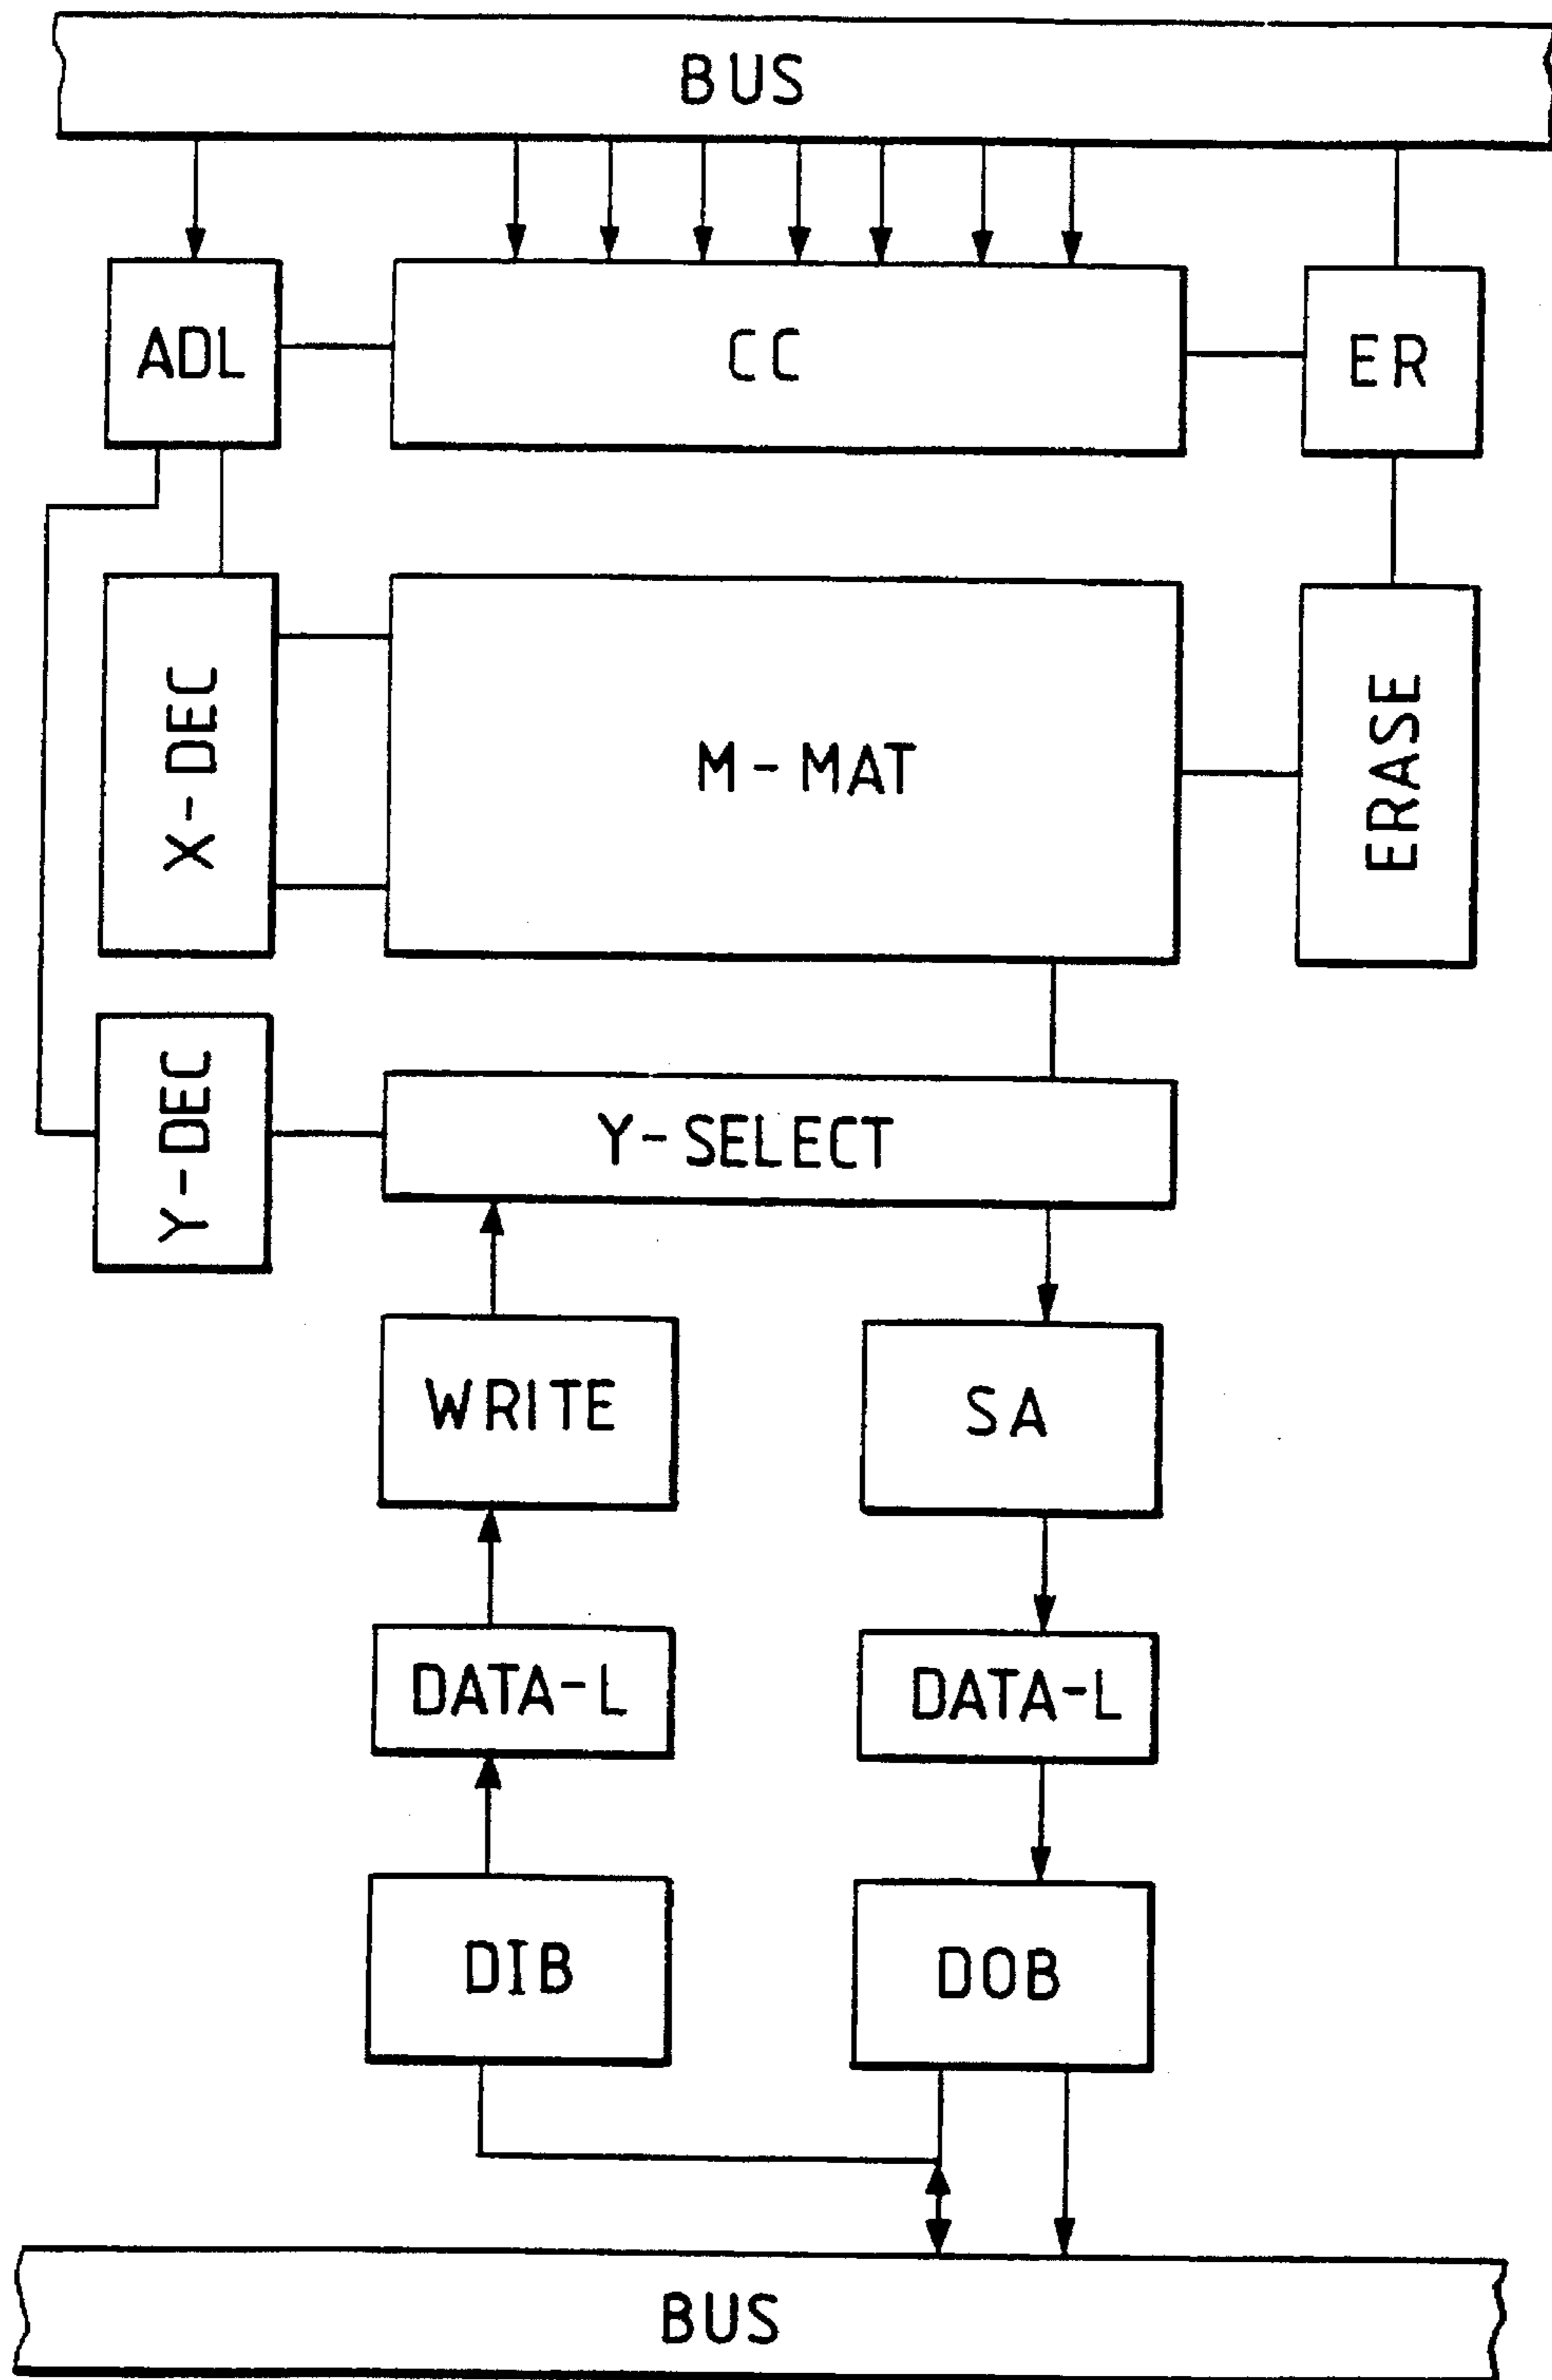 BUS
ADL
CC
ER
X-DEC
M-MAT
ERASE
Y-DEC
Y-SELECT
WRITE
SA
DATA-L
DATA-L
DIB
DOB
BUS